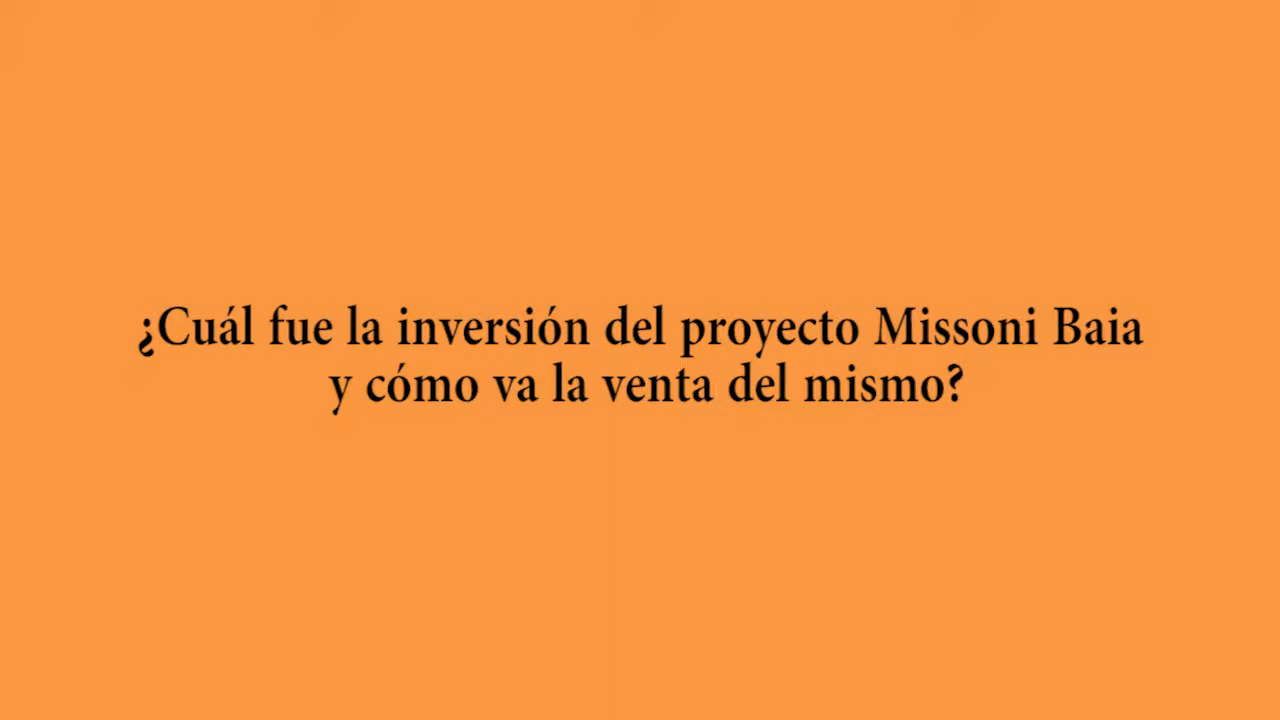 ¿Cuál fue la inversión del proyecto Missoni Baia
y cómo va la venta del mismo?